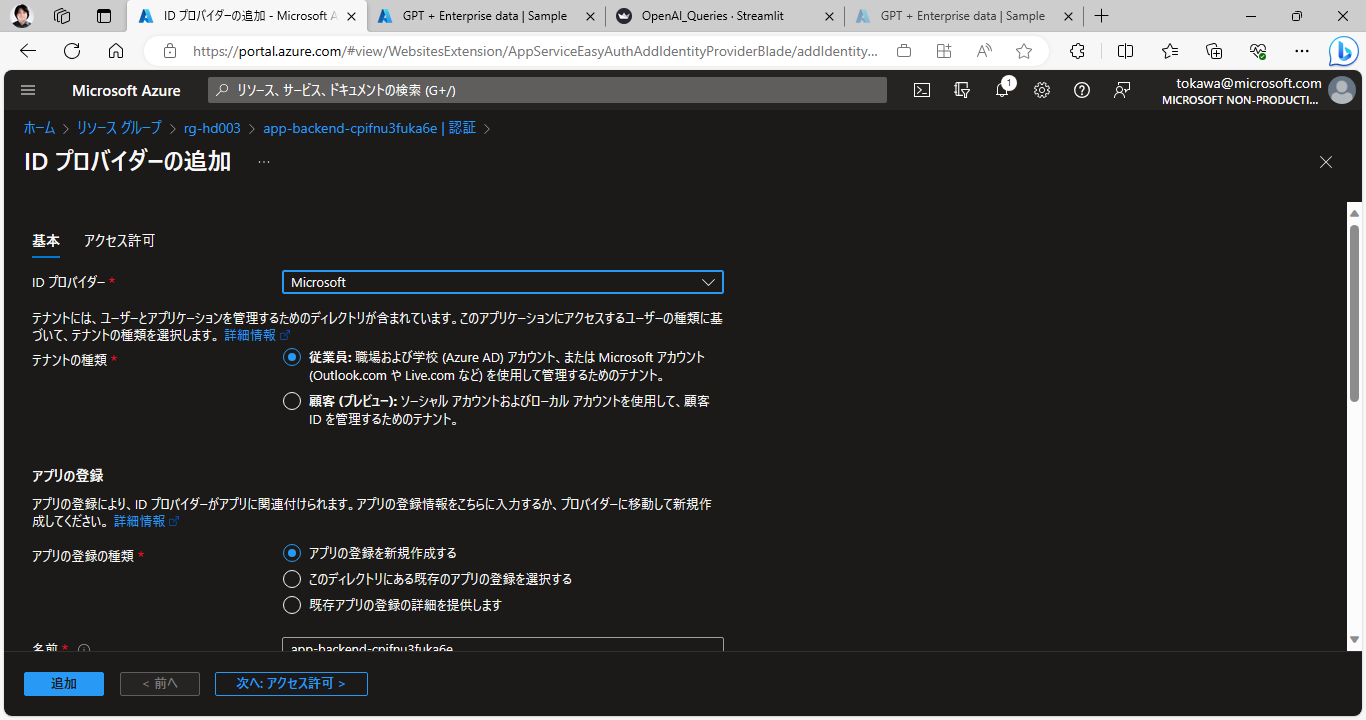 ID プロバイダーの追加 - Microsoft A
GPT + Enterprise data | Sample
OpenAI_Queries · Streamlit
GPT + Enterprise data | Sample
https://portal.azure.com/#view/WebsitesExtension/AppServiceEasyAuthAddIdentityProviderBlade/addIdentity...
Microsoft Azure
リソース、サービス、ドキュメントの検索 (G+/)
1
tokawa@microsoft.com
MICROSOFT NON-PRODUCTI...
ホーム > リソース グループ > rg-hd003 > app-backend-cpifnu3fuka6e | 認証 >
ID プロバイダーの追加 ...
基本 アクセス許可
ID プロバイダー *
Microsoft
テナントには、ユーザーとアプリケーションを管理するためのディレクトリが含まれています。このアプリケーションにアクセスするユーザーの種類に基
づいて、テナントの種類を選択します。 詳細情報
テナントの種類 *
従業員: 職場および学校 (Azure AD) アカウント、または Microsoft アカウント
(Outlook.com や Live.com など) を使用して管理するためのテナント。
顧客 (プレビュー): ソーシャル アカウントおよびローカル アカウントを使用して、顧客
ID を管理するためのテナント。
アプリの登録
アプリの登録により、ID プロバイダーがアプリに関連付けられます。アプリの登録情報をこちらに入力するか、プロバイダーに移動して新規作
成してください。 詳細情報
アプリの登録の種類 *
アプリの登録を新規作成する
このディレクトリにある既存のアプリの登録を選択する
既存アプリの登録の詳細を提供します
名前 *
app-backend-cpifnu3fuka6e
追加
< 前へ
次へ: アクセス許可 >